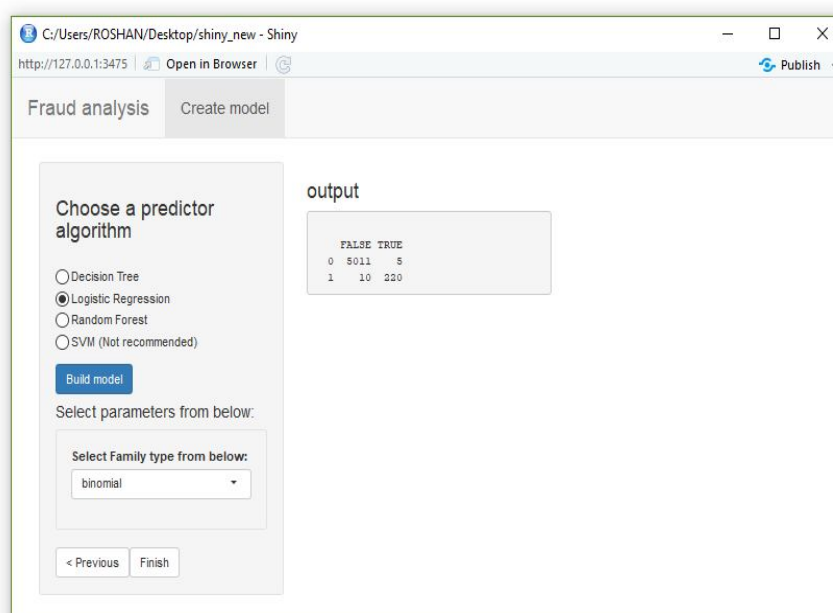 C:/Users/ROSHAN/Desktop/shiny_new - Shiny
http://127.0.0.1:3475 Open in Browser Publish
Fraud analysis Create model
Choose a predictor
algorithm
Decision Tree
Logistic Regression
Random Forest
SVM (Not recommended)
Build model
Select parameters from below:
Select Family type from below:
binomial
< Previous Finish
output
FALSE TRUE
0 5011 5
1 10 220